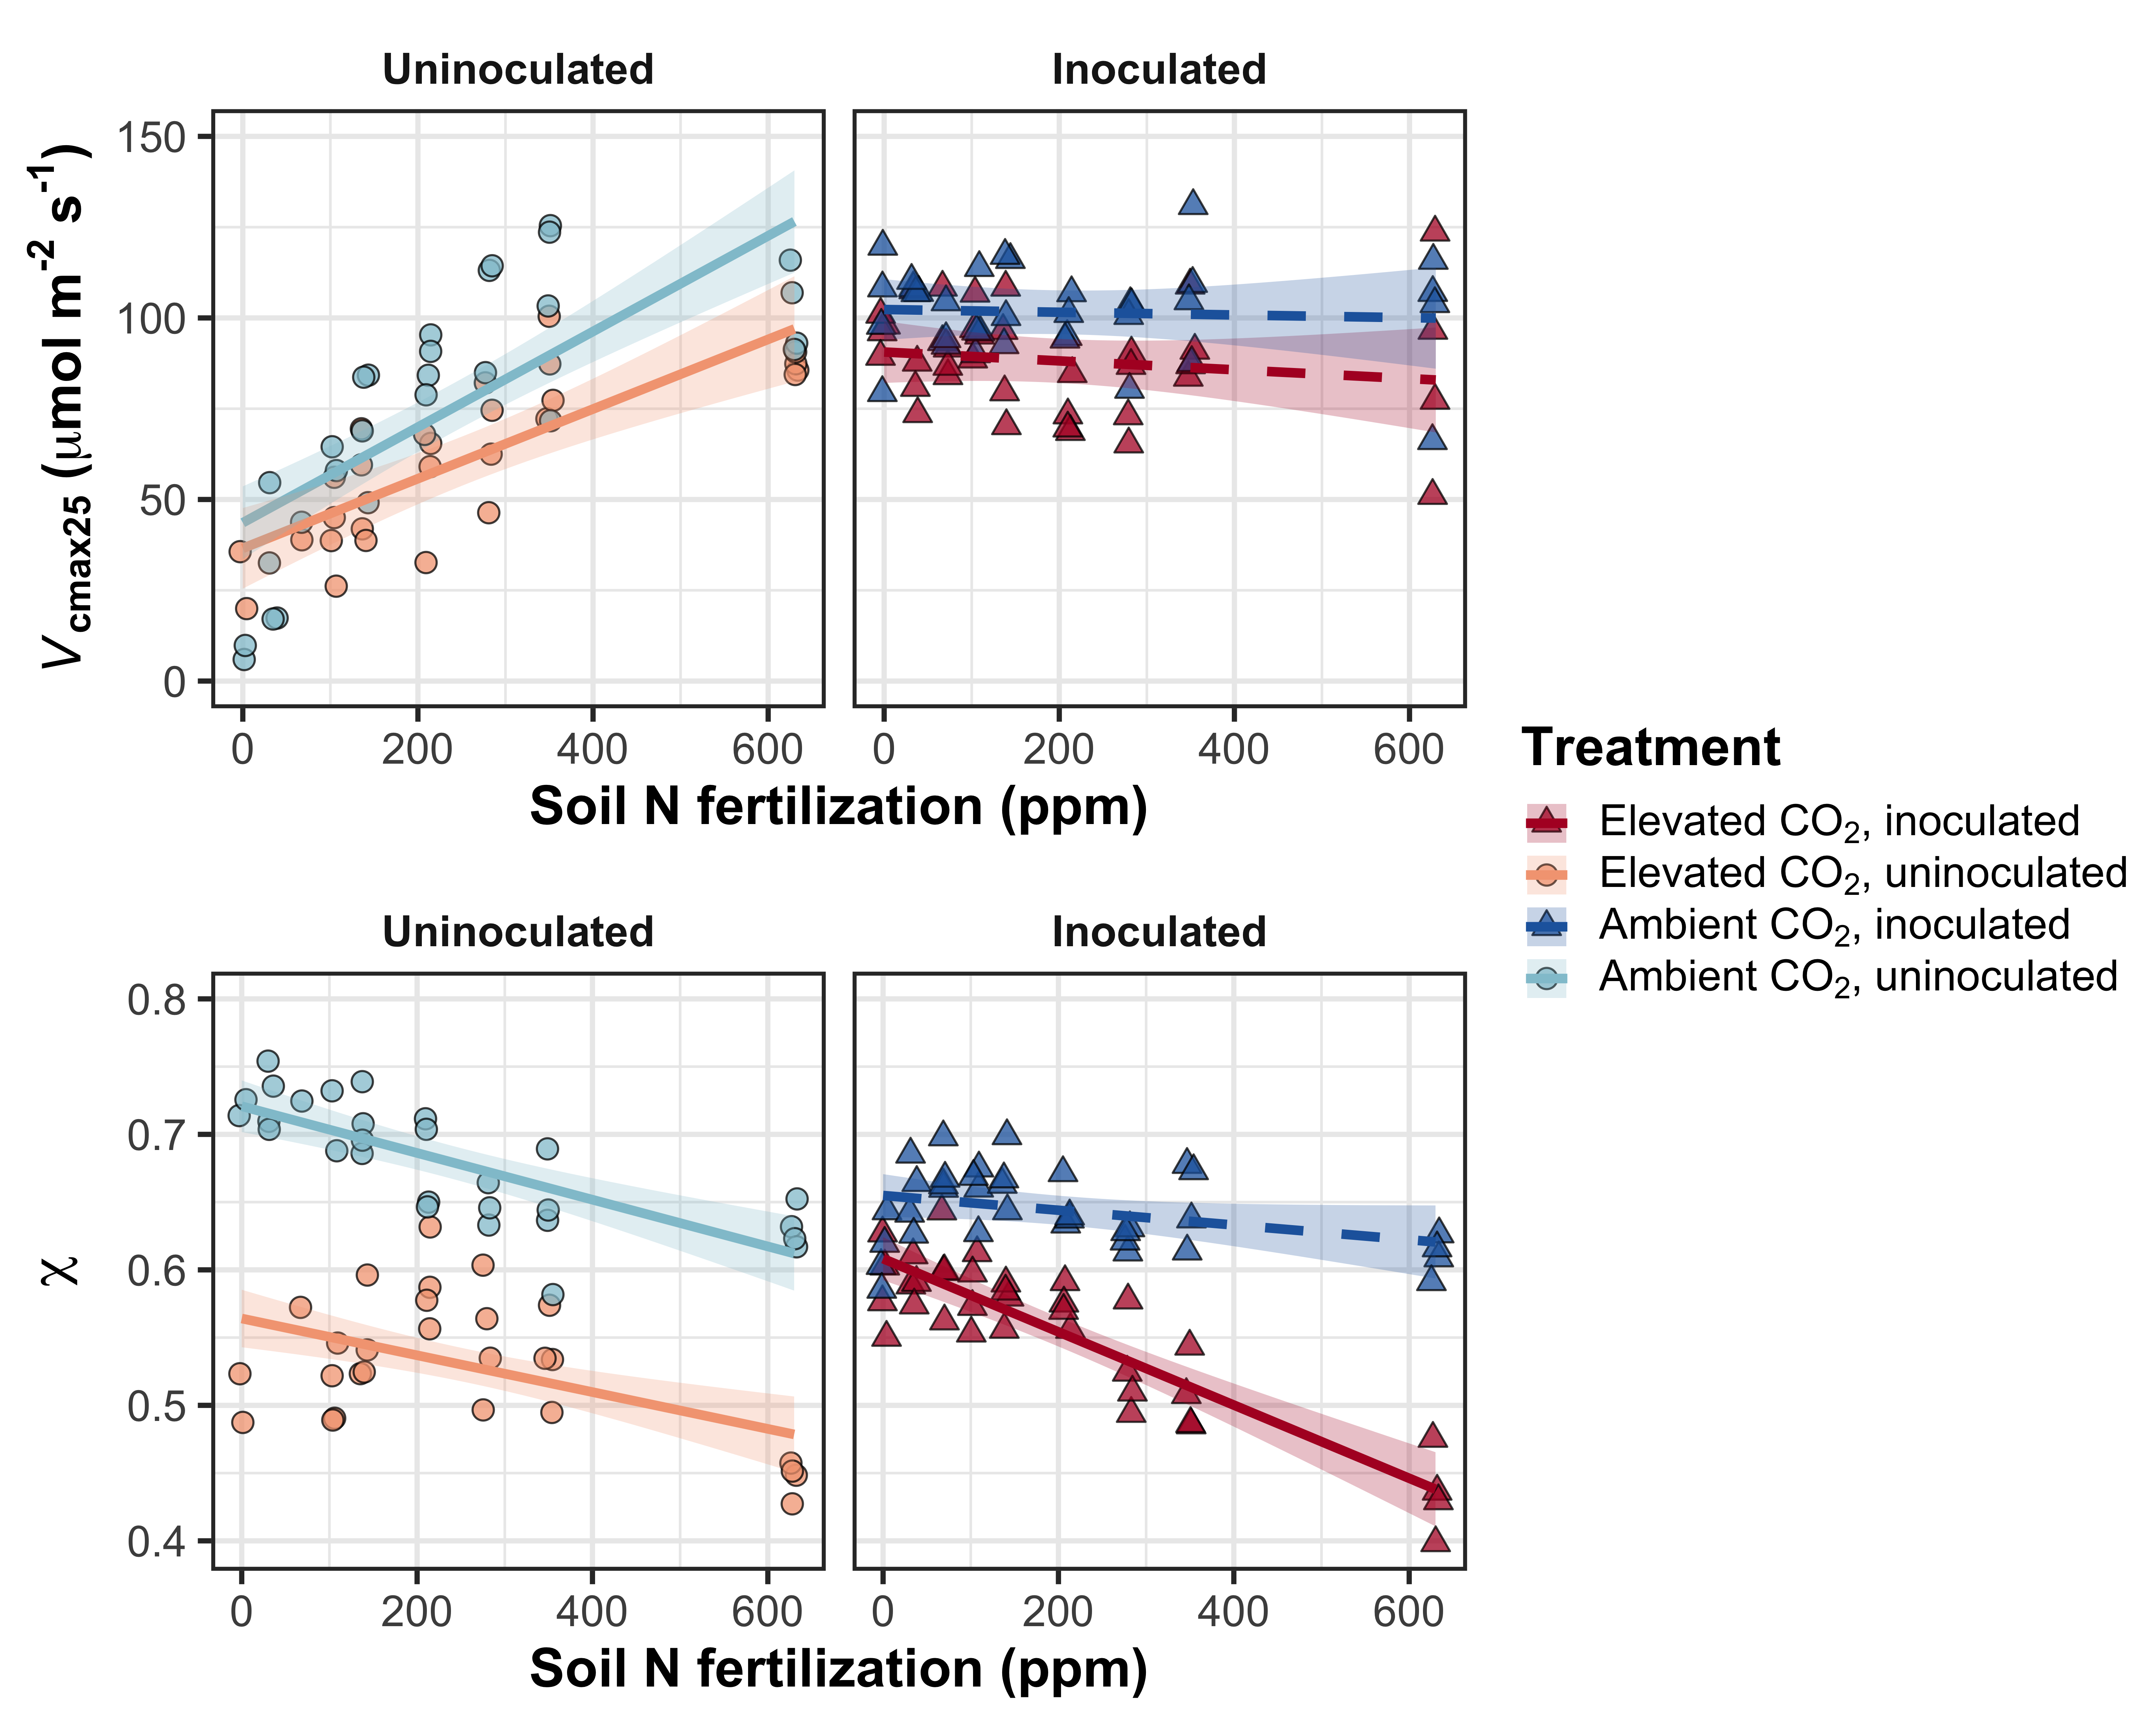 Uninoculated Inoculated
150
100
50
0
Vcmax25 (μmol m-2 s-1)
0 200 400 600 0 200 400 600
Soil N fertilization (ppm)
Treatment
Elevated CO2, inoculated
Elevated CO2, uninoculated
Ambient CO2, inoculated
Ambient CO2, uninoculated
Uninoculated Inoculated
0.8
0.7
0.6
0.5
0.4
χ
0 200 400 600 0 200 400 600
Soil N fertilization (ppm)